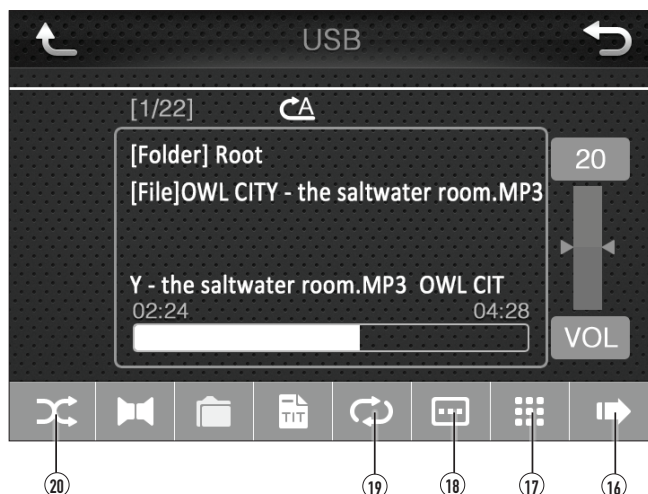 USB
[1/22] A
[Folder] Root
20
[File]OWL CITY - the saltwater room.MP3
Y - the saltwater room.MP3 OWL CIT
02:24 04:28
VOL
TIT
20 19 18 17 16